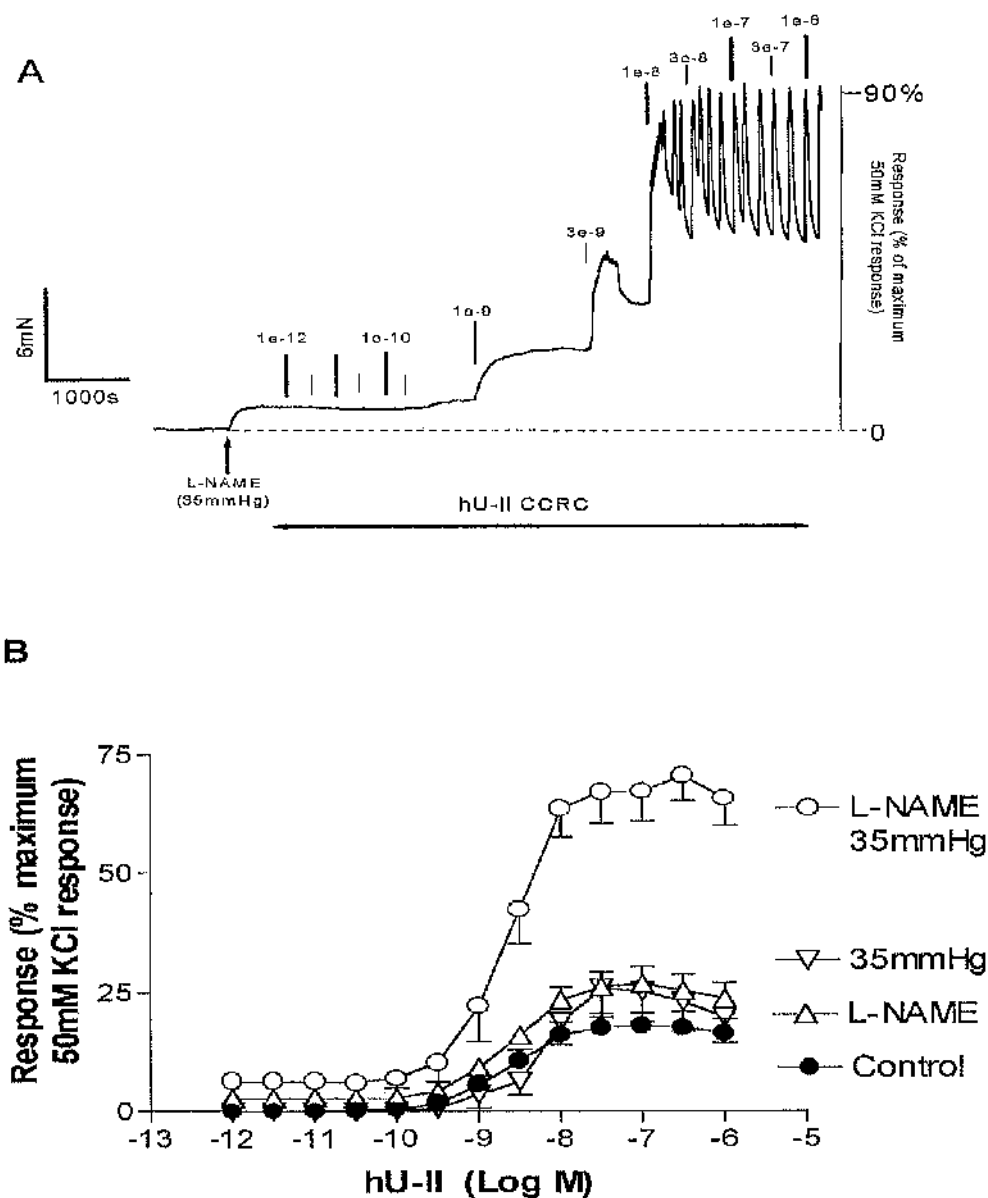 A
1e-7
1e-6
3e-8
3e-7
1e-8
90%
Response (% of maximum
50mM KCl response)
3e-9
1e-9
6mN
1e-12
1e-10
1000s
0
L-NAME
(35mmHg)
hU-II CCRC
B
75
50
25
0
Response (% maximum
50mM KCl response)
L-NAME
35mmHg
35mmHg
L-NAME
Control
-13
-12
-11
-10
-9
-8
-7
-6
-5
hU-II (Log M)